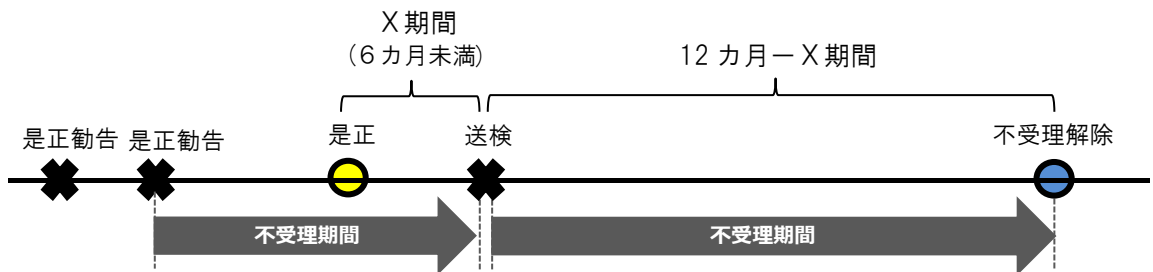 X期間
(6カ月未満)
12カ月ーX期間
是正勧告
是正勧告
是正
送検
不受理解除
不受理期間
不受理期間